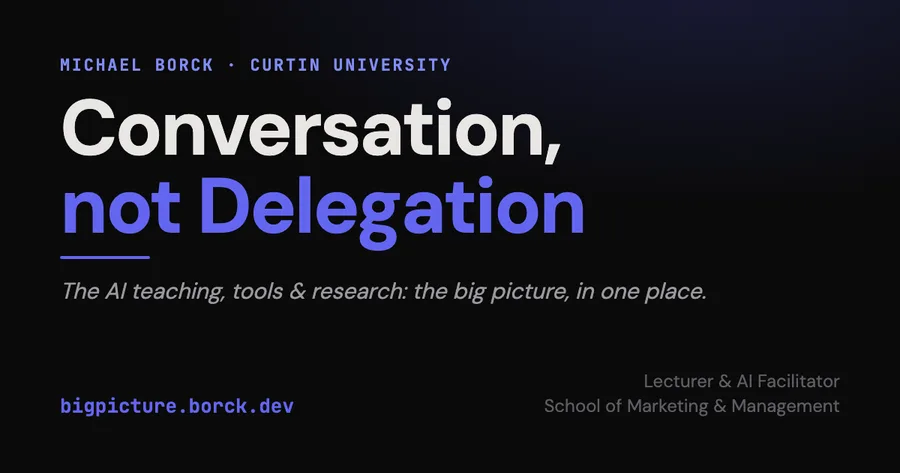 MICHAEL BORCK · CURTIN UNIVERSITY
Conversation,
not Delegation
The AI teaching, tools & research: the big picture, in one place.
Lecturer & AI Facilitator
bigpicture.borck.dev
School of Marketing & Management